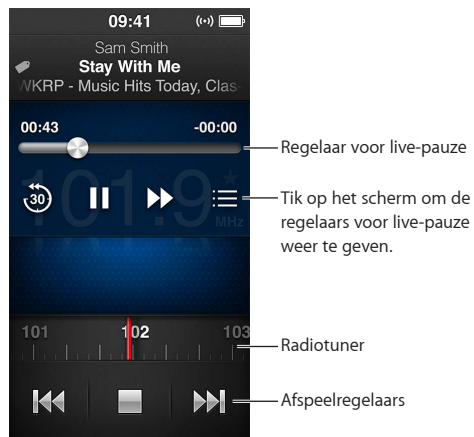 09:41
Sam Smith
Stay With Me
WKRP - Music Hits Today, Clas
00:43
-00:00
Regelaar voor live-pauze
30
101.9
MHz
Tik op het scherm om de
regelaars voor live-pauze
weer te geven.
101
102
103
Radiotuner
Afspeelregelaars